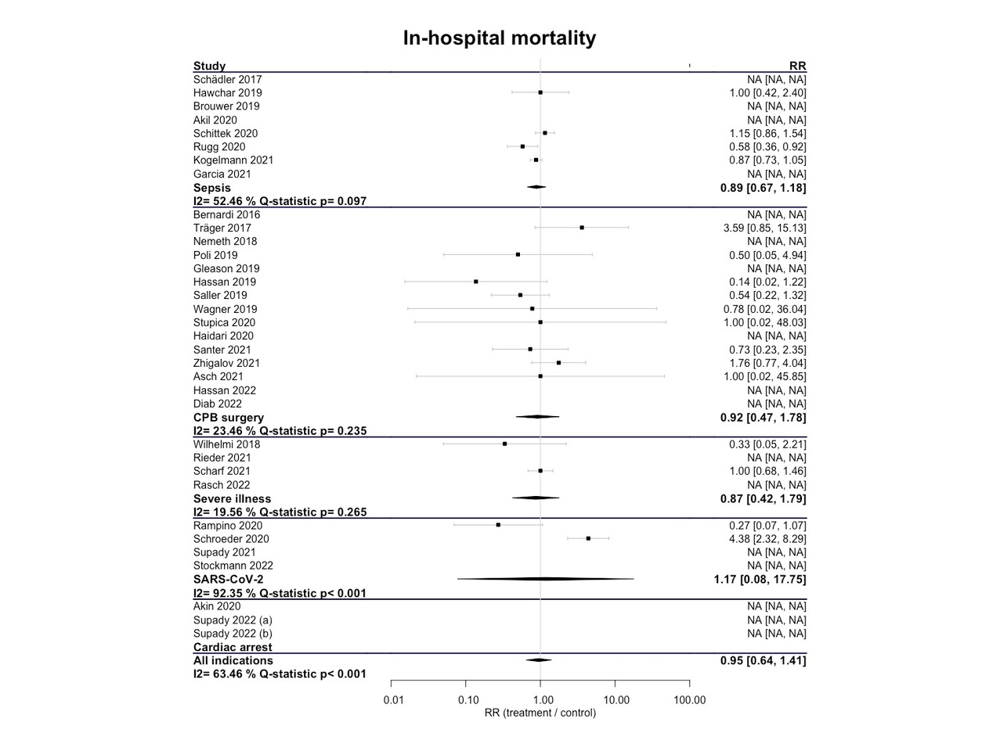 In-hospital mortality
Study RR
Schädler 2017 NA [NA, NA]
Hawchar 2019 1.00 [0.42, 2.40]
Brouwer 2019 NA [NA, NA]
Akil 2020 NA [NA, NA]
Schittek 2020 1.15 [0.86, 1.54]
Rugg 2020 0.58 [0.36, 0.92]
Kogelmann 2021 0.87 [0.73, 1.05]
Garcia 2021 NA [NA, NA]
Sepsis 0.89 [0.67, 1.18]
I2= 52.46 % Q-statistic p= 0.097
Bernardi 2016 NA [NA, NA]
Träger 2017 3.59 [0.85, 15.13]
Nemeth 2018 NA [NA, NA]
Poli 2019 0.50 [0.05, 4.94]
Gleason 2019 NA [NA, NA]
Hassan 2019 0.14 [0.02, 1.22]
Saller 2019 0.54 [0.22, 1.32]
Wagner 2019 0.78 [0.02, 36.04]
Stupica 2020 1.00 [0.02, 48.03]
Haidari 2020 NA [NA, NA]
Santer 2021 0.73 [0.23, 2.35]
Zhigalov 2021 1.76 [0.77, 4.04]
Asch 2021 1.00 [0.02, 45.85]
Hassan 2022 NA [NA, NA]
Diab 2022 NA [NA, NA]
CPB surgery 0.92 [0.47, 1.78]
I2= 23.46 % Q-statistic p= 0.235
Wilhelmi 2018 0.33 [0.05, 2.21]
Rieder 2021 NA [NA, NA]
Scharf 2021 1.00 [0.68, 1.46]
Rasch 2022 NA [NA, NA]
Severe illness 0.87 [0.42, 1.79]
I2= 19.56 % Q-statistic p= 0.265
Rampino 2020 0.27 [0.07, 1.07]
Schroeder 2020 4.38 [2.32, 8.29]
Supady 2021 NA [NA, NA]
Stockmann 2022 NA [NA, NA]
SARS-CoV-2 1.17 [0.08, 17.75]
I2= 92.35 % Q-statistic p< 0.001
Akin 2020 NA [NA, NA]
Supady 2022 (a) NA [NA, NA]
Supady 2022 (b) NA [NA, NA]
Cardiac arrest
All indications 0.95 [0.64, 1.41]
I2= 63.46 % Q-statistic p< 0.001
0.01 0.10 1.00 10.00 100.00
RR (treatment / control)